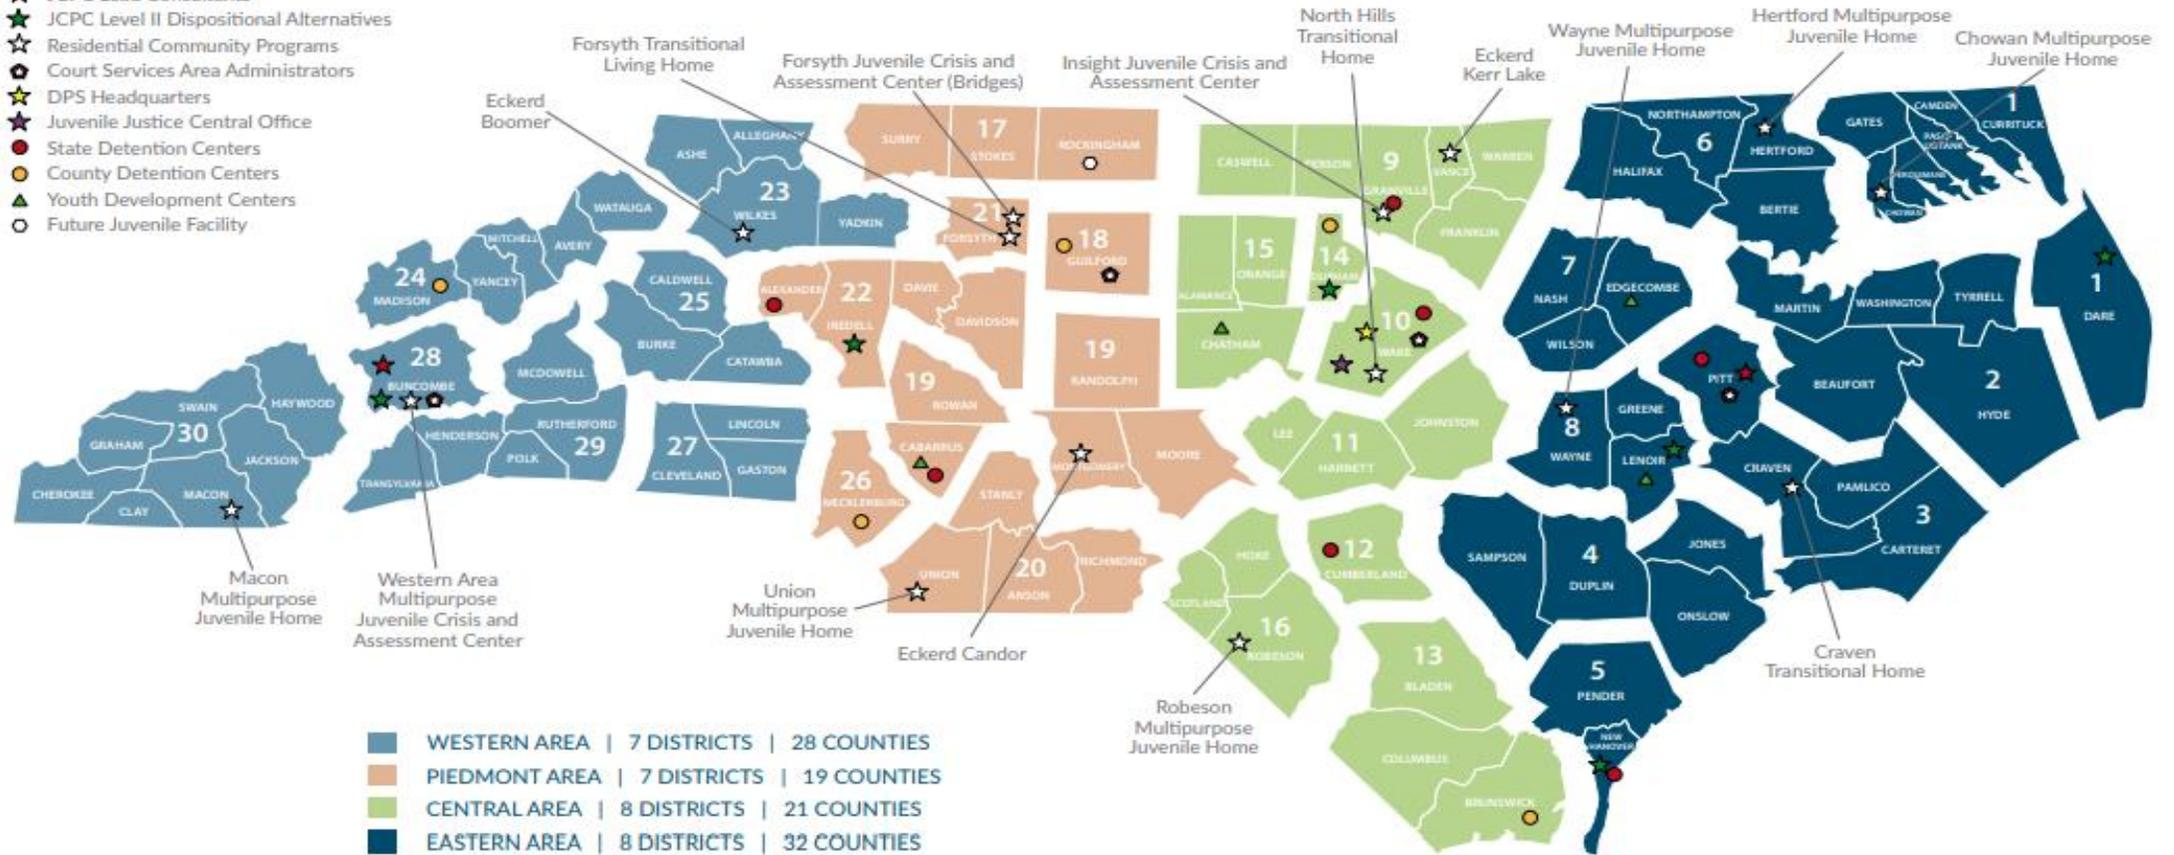 JCPC Level II Dispositional Alternatives
Residential Community Programs
Court Services Area Administrators
DPS Headquarters
Juvenile Justice Central Office
State Detention Centers
County Detention Centers
Youth Development Centers
Future Juvenile Facility
Eckerd
Boomer
Forsyth Transitional
Living Home
Forsyth Juvenile Crisis and
Assessment Center (Bridges)
Insight Juvenile Crisis and
Assessment Center
North Hills
Transitional
Home
Eckerd
Kerr Lake
Wayne Multipurpose
Juvenile Home
Hertford Multipurpose
Juvenile Home
Chowan Multipurpose
Juvenile Home
ASHE
ALLEGHANY
23
WILKES
YADKIN
WATAUGA
MITCHELL
AVERY
YANCEY
24
MADISON
CALDWELL
25
BURKE
CATAWBA
28
BUNCOMBE
MCDOWELL
HAYWOOD
SWAIN
30
GRAHAM
JACKSON
CHEROKEE
CLAY
MACON
HENDERSON
TRANSYLVANIA
POLK
RUTHERFORD
29
27
CLEVELAND
LINCOLN
GASTON
SURRY
17
STOKES
ROCKINGHAM
21
FORSYTH
18
GUILFORD
ALEXANDER
22
IREDELL
DAVIE
DAVIDSON
19
RANDOLPH
19
ROWAN
CABARRUS
26
MECKLENBURG
STANLY
MONTGOMERY
MOORE
UNION
20
ANSON
RICHMOND
CASWELL
PERSON
9
GRANVILLE
VANCE
WARREN
FRANKLIN
15
ORANGE
ALAMANCE
14
DURHAM
CHATHAM
10
WAKE
LEE
11
HARNETT
JOHNSTON
HOKE
SCOTLAND
16
ROBESON
12
CUMBERLAND
13
BLADEN
COLUMBUS
BRUNSWICK
NORTHAMPTON
6
HALIFAX
HERTFORD
BERTIE
GATES
CAMDEN
1
CURRITUCK
PASQUOTANK
PERQUIMANS
CHOWAN
7
NASH
EDGECOMBE
WILSON
MARTIN
WASHINGTON
TYRRELL
1
DARE
PITT
BEAUFORT
2
HYDE
8
WAYNE
GREENE
LENOIR
CRAVEN
PAMLICO
3
CARTERET
SAMPSON
4
DUPLIN
JONES
ONSLOW
5
PENDER
NEW
HANOVER
Macon
Multipurpose
Juvenile Home
Western Area
Multipurpose
Juvenile Crisis and
Assessment Center
Union
Multipurpose
Juvenile Home
Eckerd Candor
Robeson
Multipurpose
Juvenile Home
Craven
Transitional Home
WESTERN AREA | 7 DISTRICTS | 28 COUNTIES
PIEDMONT AREA | 7 DISTRICTS | 19 COUNTIES
CENTRAL AREA | 8 DISTRICTS | 21 COUNTIES
EASTERN AREA | 8 DISTRICTS | 32 COUNTIES